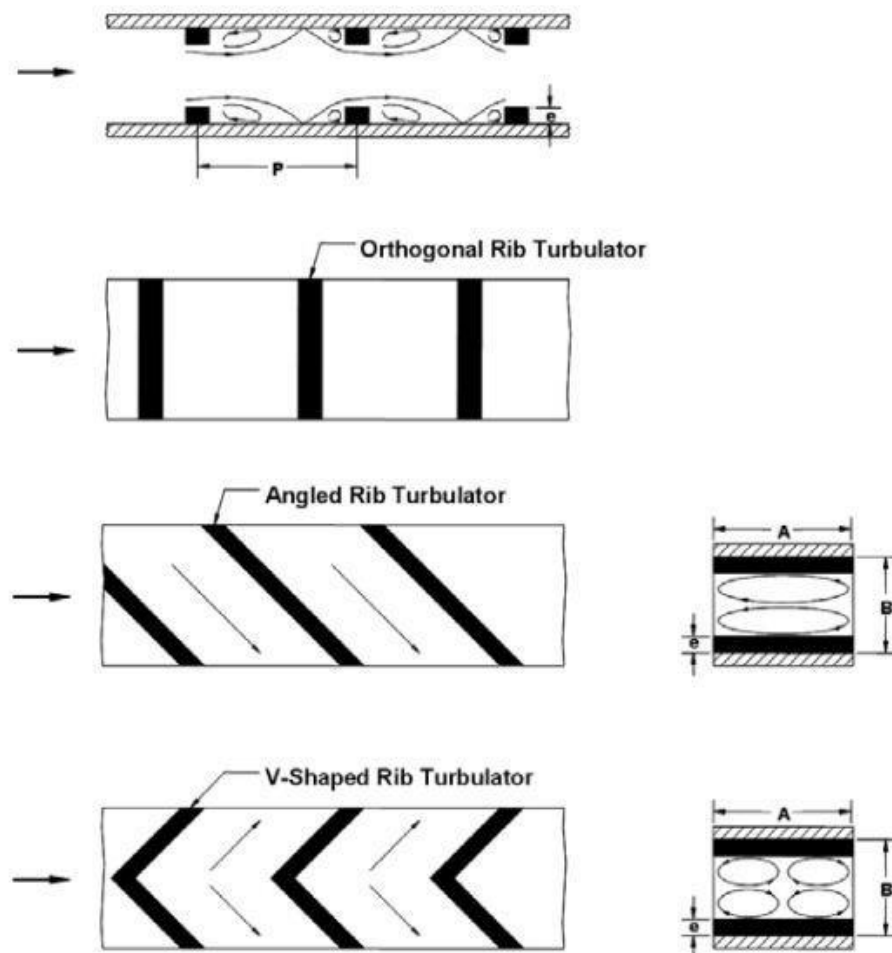 e
P
Orthogonal Rib Turbulator
Angled Rib Turbulator
A
B
e
V-Shaped Rib Turbulator
A
B
e